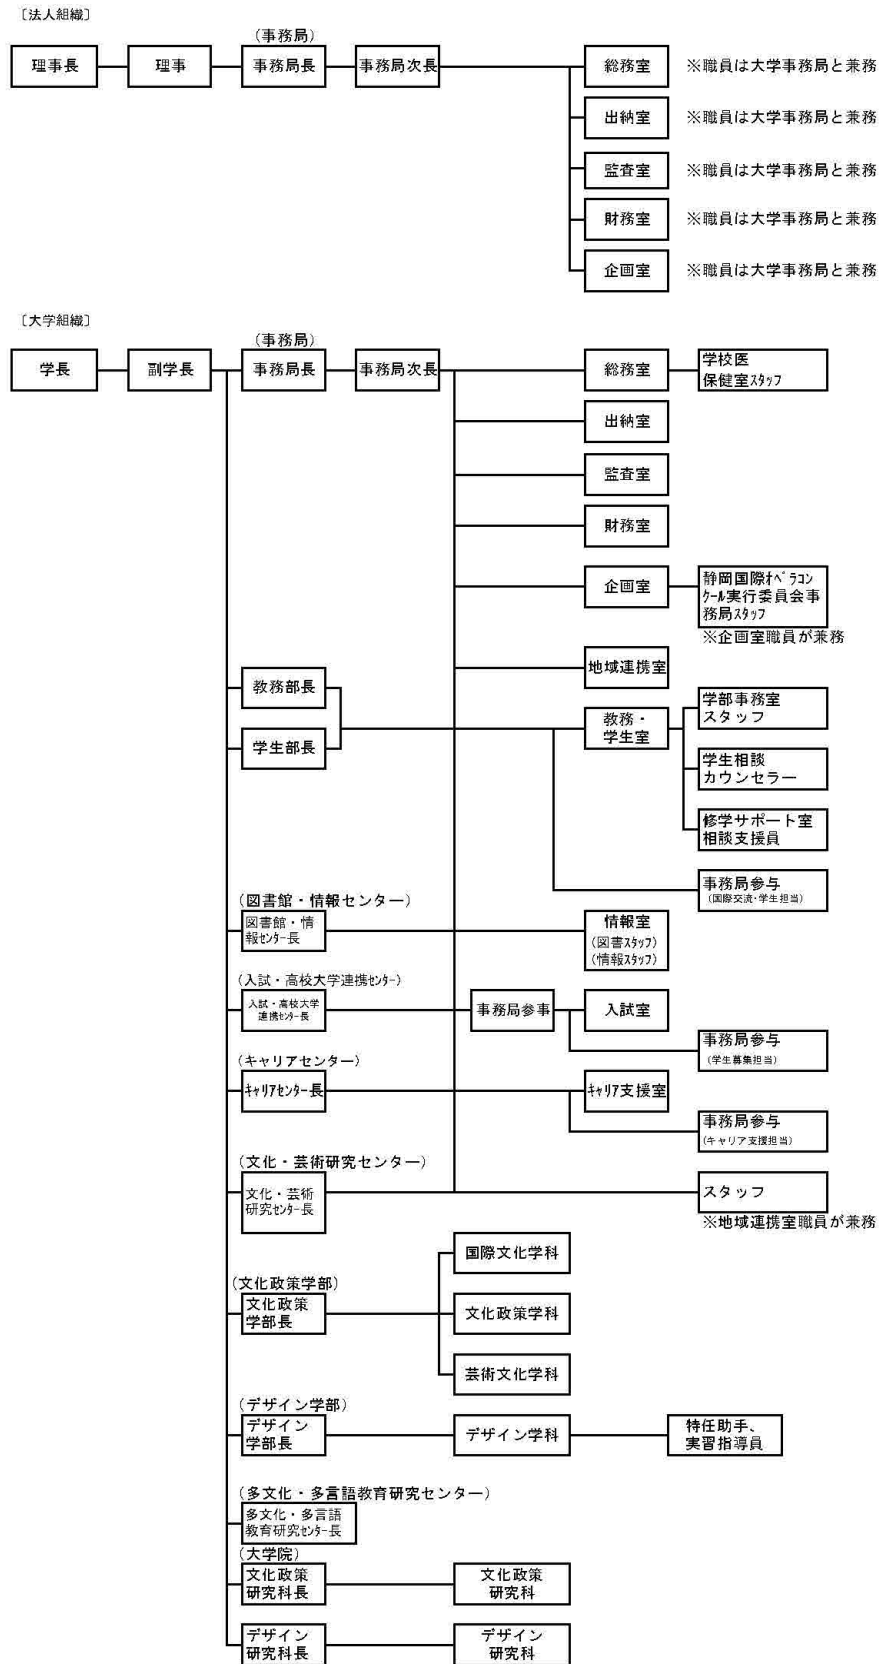 〔法人組織〕
（事務局）
理事長 理事 事務局長 事務局次長 総務室 ※職員は大学事務局と兼務
出納室 ※職員は大学事務局と兼務
監査室 ※職員は大学事務局と兼務
財務室 ※職員は大学事務局と兼務
企画室 ※職員は大学事務局と兼務
〔大学組織〕
（事務局）
学長 副学長 事務局長 事務局次長 総務室
学校医
保健室ｽﾀｯﾌ
出納室
監査室
財務室
企画室
静岡国際ｵﾍﾟﾗｺﾝ
ｸｰﾙ実行委員会事
務局ｽﾀｯﾌ
※企画室職員が兼務
地域連携室
教務部長
学生部長
教務・
学生室
学部事務室
スタッフ
学生相談
カウンセラー
修学サポート室
相談支援員
事務局参与
（国際交流・学生担当）
（図書館・情報センター）
図書館・情
報ｾﾝﾀｰ長
情報室
（図書ｽﾀｯﾌ）
（情報ｽﾀｯﾌ）
（入試・高校大学連携ｾﾝﾀｰ）
入試・高校大学
連携ｾﾝﾀｰ長
事務局参事 入試室
事務局参与
（学生募集担当）
（キャリアセンター）
ｷｬﾘｱｾﾝﾀｰ長 ｷｬﾘｱ支援室
事務局参与
（キャリア支援担当）
（文化・芸術研究センター）
文化・芸術
研究ｾﾝﾀｰ長
スタッフ
※地域連携室職員が兼務
国際文化学科
（文化政策学部）
文化政策
学部長
文化政策学科
芸術文化学科
（デザイン学部）
デザイン
学部長
デザイン学科
特任助手、
実習指導員
（多文化・多言語教育研究センター）
多文化・多言語
教育研究ｾﾝﾀｰ長
（大学院）
文化政策
研究科長
文化政策
研究科
デザイン
研究科長
デザイン
研究科